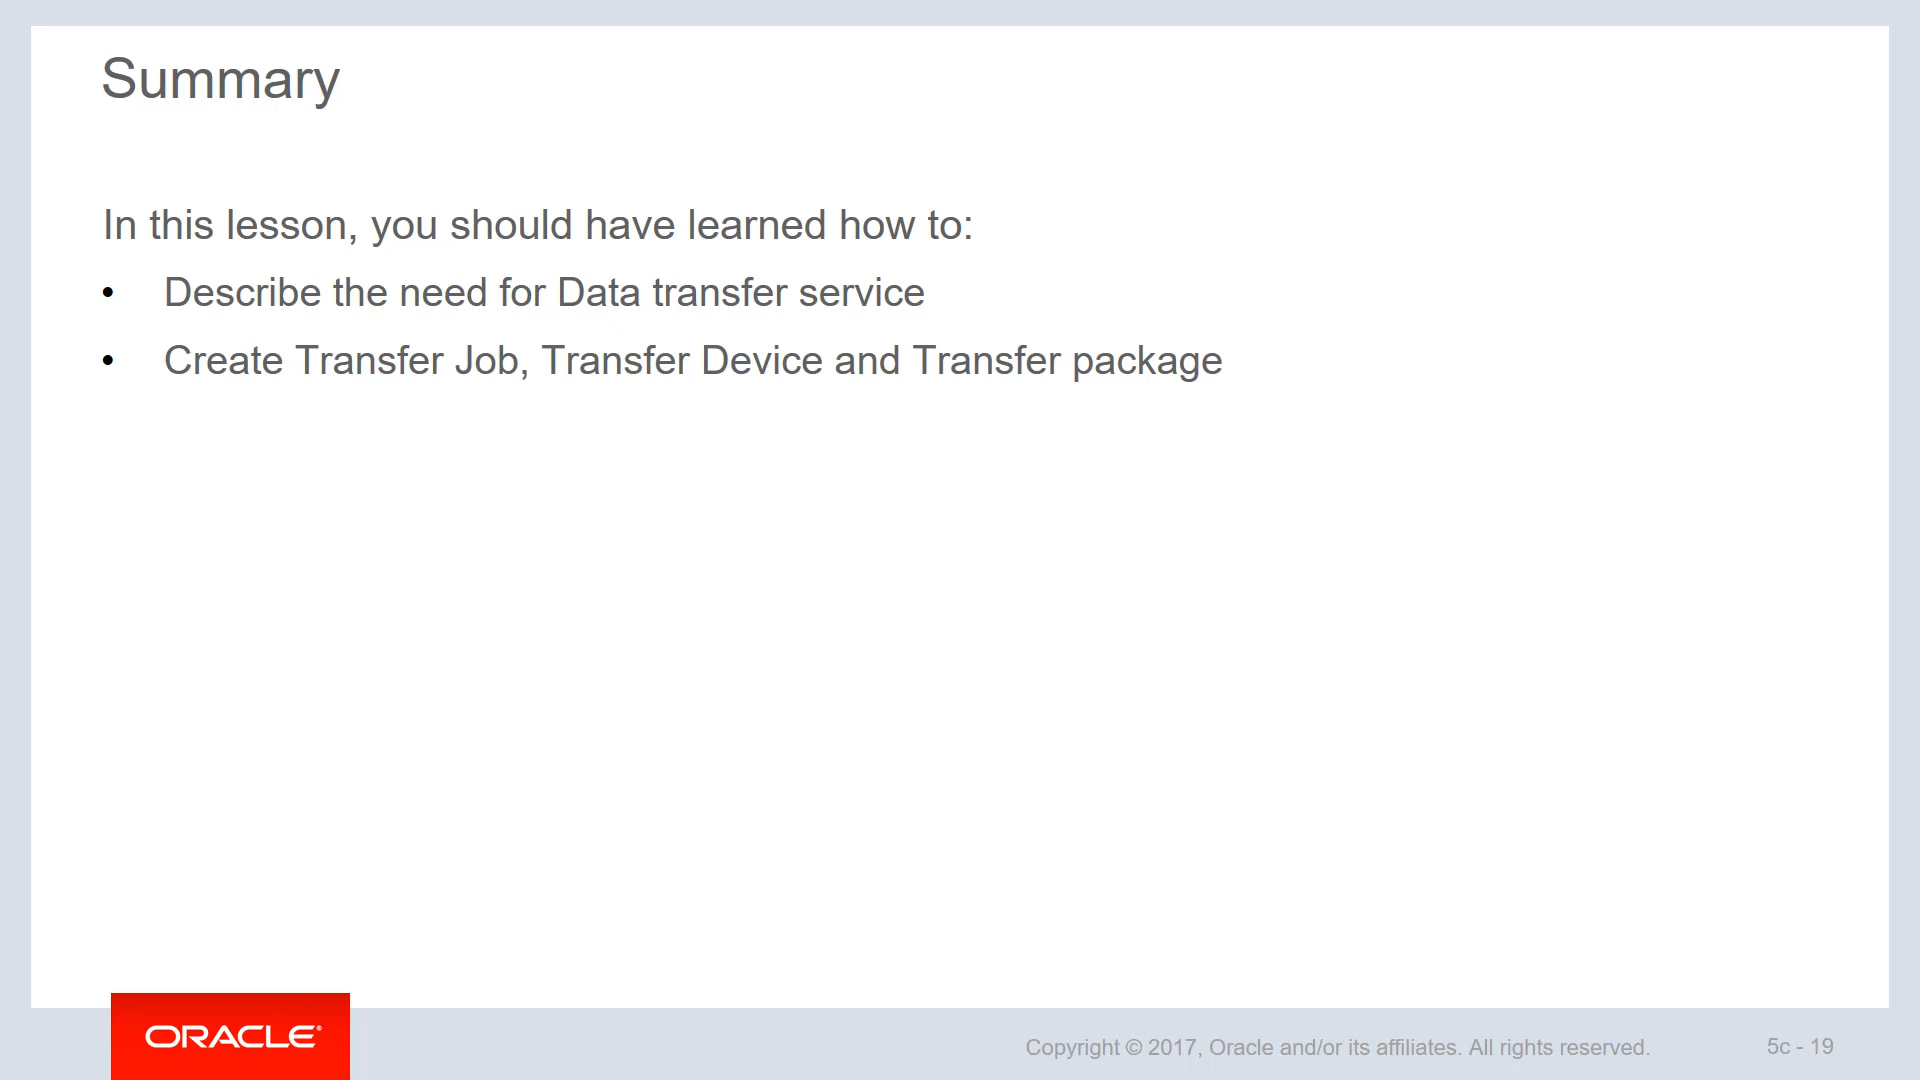 Summary
In this lesson, you should have learned how to:
• Describe the need for Data transfer service
• Create Transfer Job, Transfer Device and Transfer package
ORACLE®
Copyright © 2017, Oracle and/or its affiliates. All rights reserved.
5c - 19